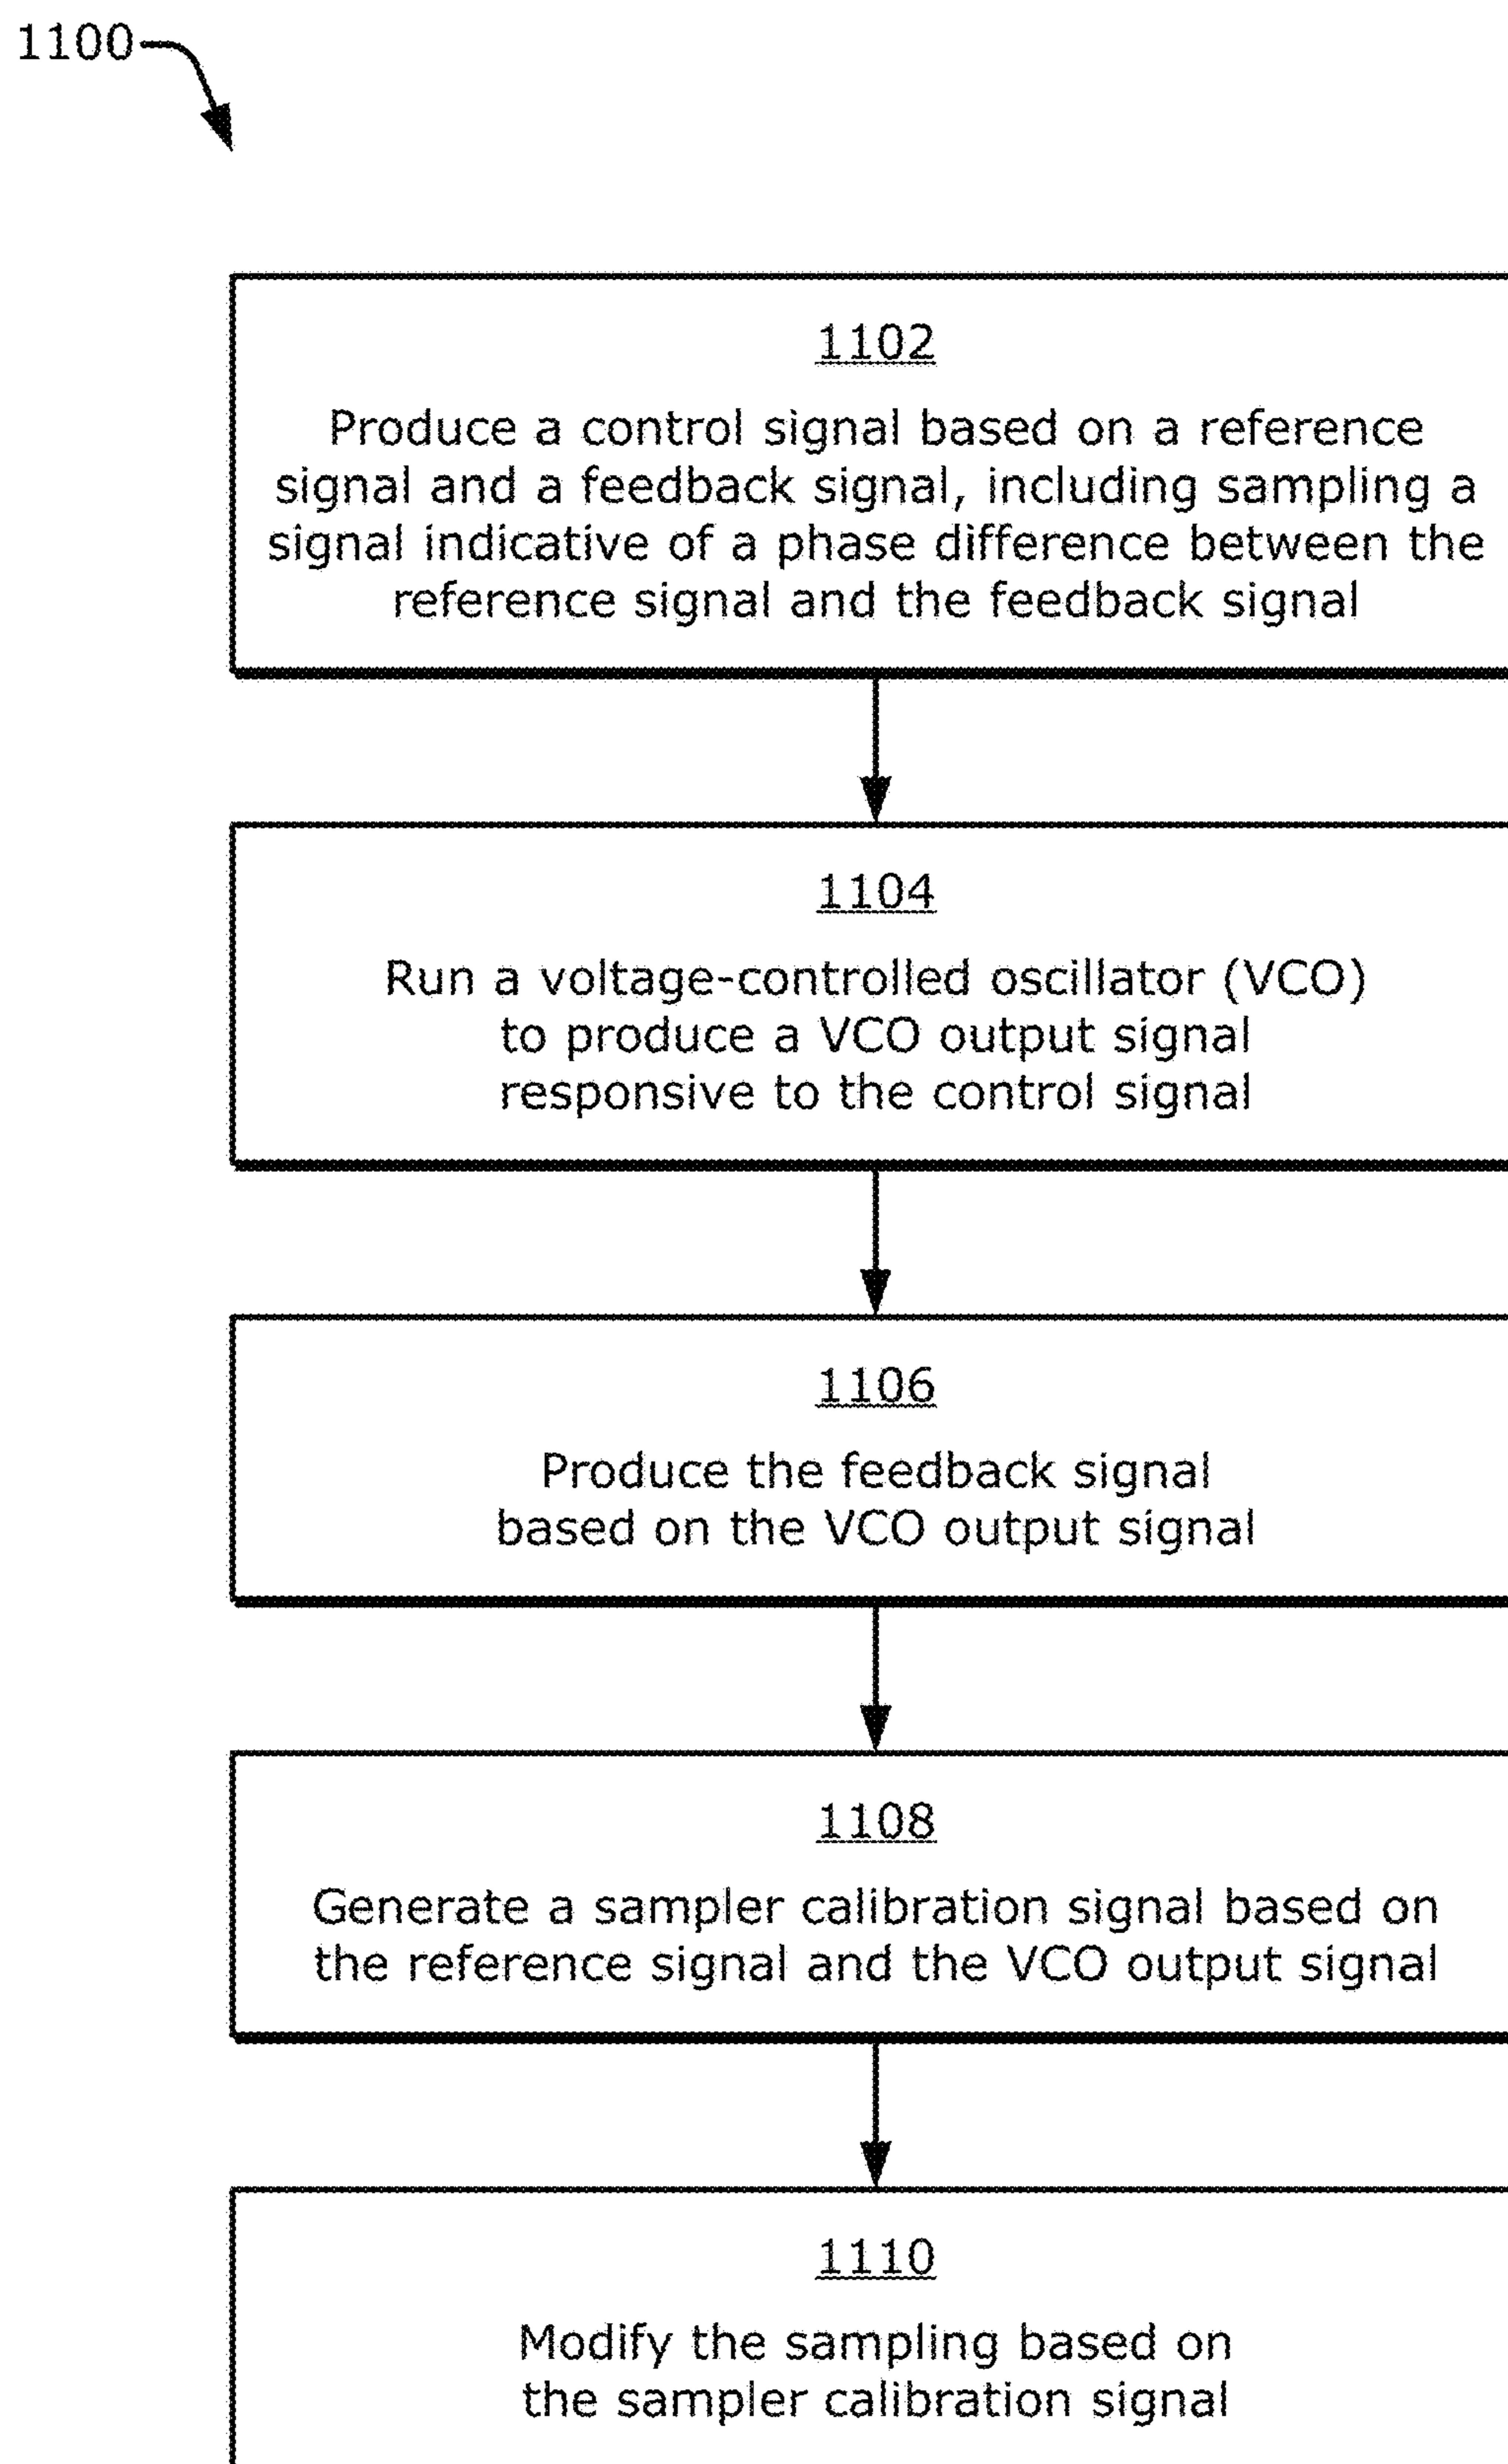 1100
1102
Produce a control signal based on a reference
signal and a feedback signal, including sampling a
signal indicative of a phase difference between the
reference signal and the feedback signal
1104
Run a voltage-controlled oscillator (VCO)
to produce a VCO output signal
responsive to the control signal
1106
Produce the feedback signal
based on the VCO output signal
1108
Generate a sampler calibration signal based on
the reference signal and the VCO output signal
1110
Modify the sampling based on
the sampler calibration signal